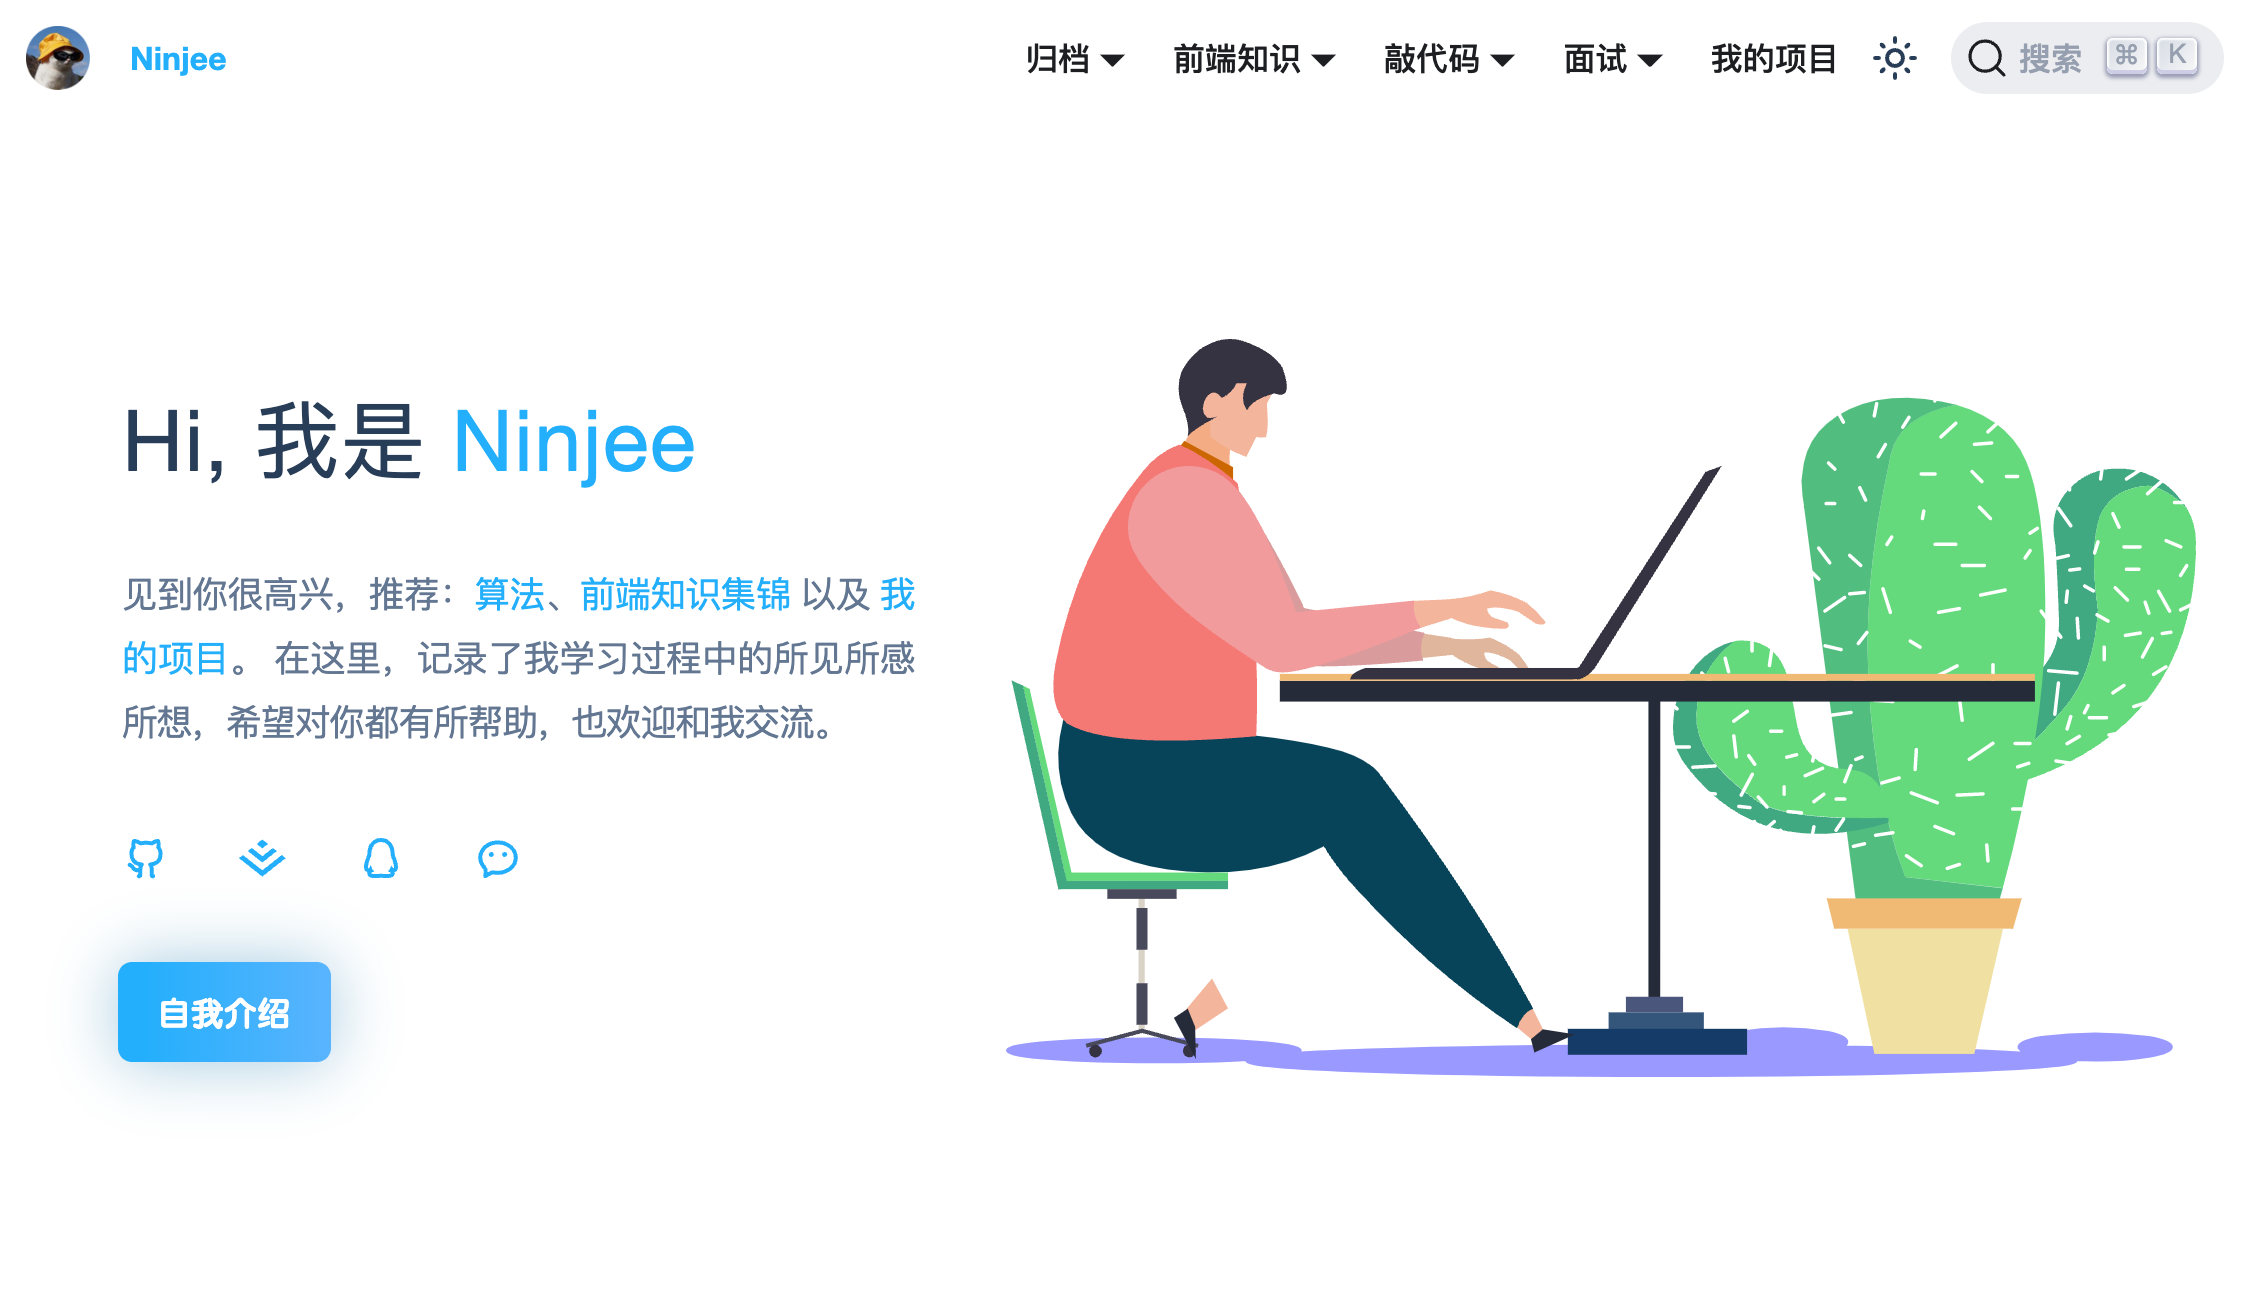 Ninjee
归档
前端知识
敲代码
面试
我的项目
搜索 ⌘ K
Hi, 我是 Ninjee
见到你很高兴，推荐：算法、前端知识集锦 以及 我
的项目。 在这里，记录了我学习过程中的所见所感
所想，希望对你都有所帮助，也欢迎和我交流。
自我介绍